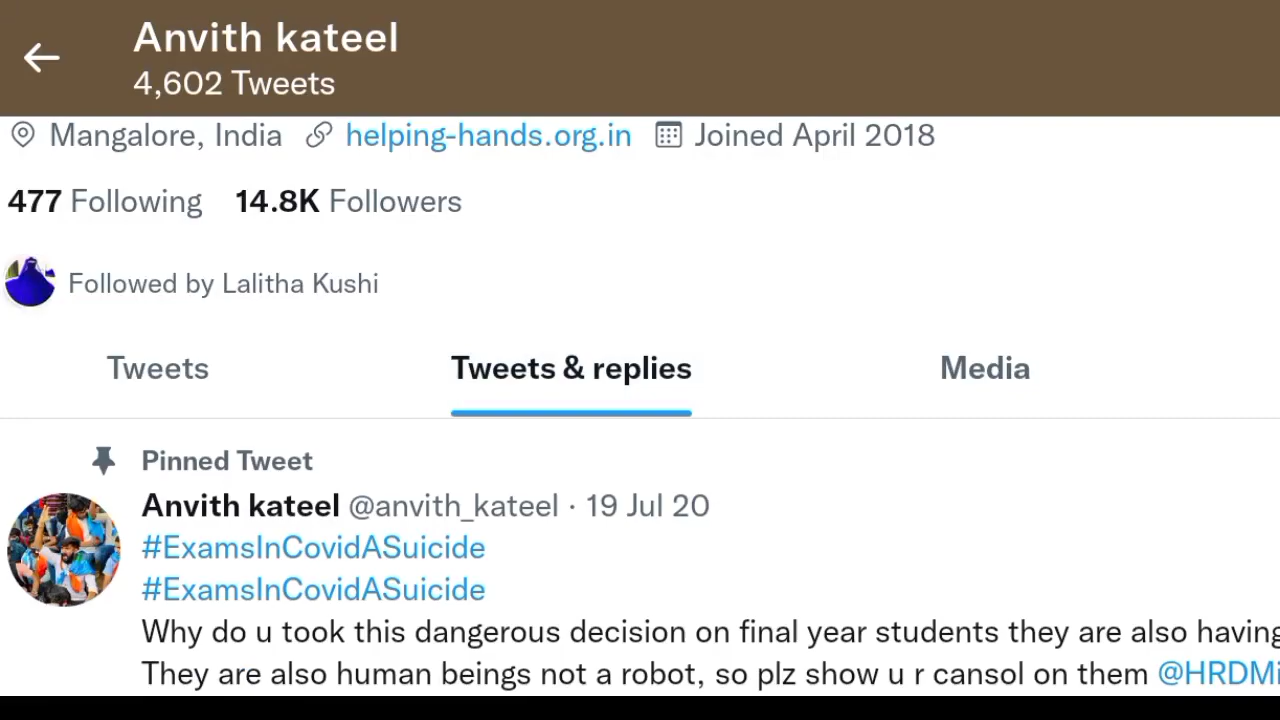 Anvith kateel
4,602 Tweets
Mangalore, India helping-hands.org.in Joined April 2018
477 Following 14.8K Followers
Followed by Lalitha Kushi
Tweets Tweets & replies Media
Pinned Tweet
Anvith kateel @anvith_kateel · 19 Jul 20
#ExamsInCovidASuicide
#ExamsInCovidASuicide
Why do u took this dangerous decision on final year students they are also having
They are also human beings not a robot, so plz show u r cansol on them @HRDMi